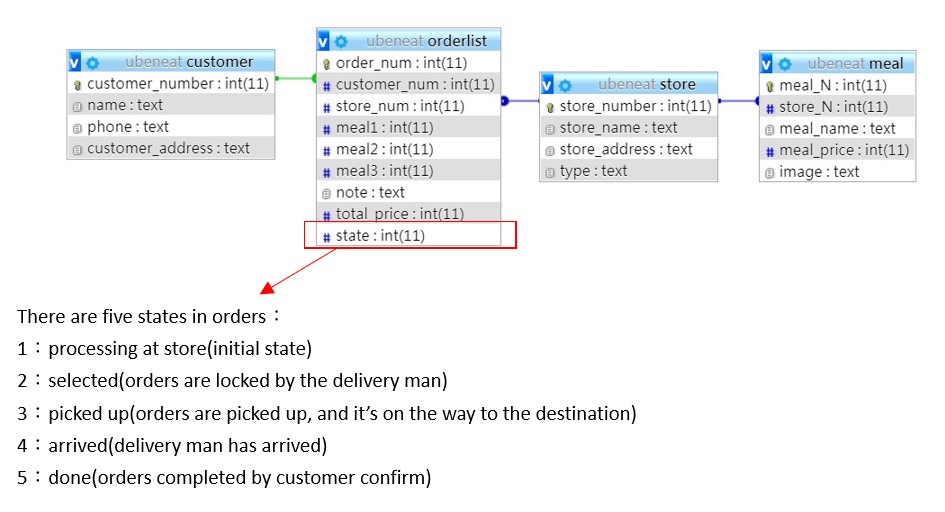 ubeneat customer
customer_number : int(11)
name : text
phone : text
customer_address : text
ubeneat orderlist
order_num : int(11)
customer_num : int(11)
store_num : int(11)
meal1 : int(11)
meal2 : int(11)
meal3 : int(11)
note : text
total_price : int(11)
state : int(11)
ubeneat store
store_number : int(11)
store_name : text
store_address : text
type : text
ubeneat meal
meal_N : int(11)
store_N : int(11)
meal_name : text
meal_price : int(11)
image : text
There are five states in orders：
1：processing at store(initial state)
2：selected(orders are locked by the delivery man)
3：picked up(orders are picked up, and it's on the way to the destination)
4：arrived(delivery man has arrived)
5：done(orders completed by customer confirm)